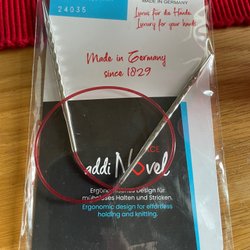 24035
MADE IN GERMANY
Luxus für die Hände
Luxury for your hands
Made in Germany
since 1829
addi Novel
Ergonomisches Design für
müheloses Halten und Stricken.
Ergonomic design for effortless
holding and knitting.